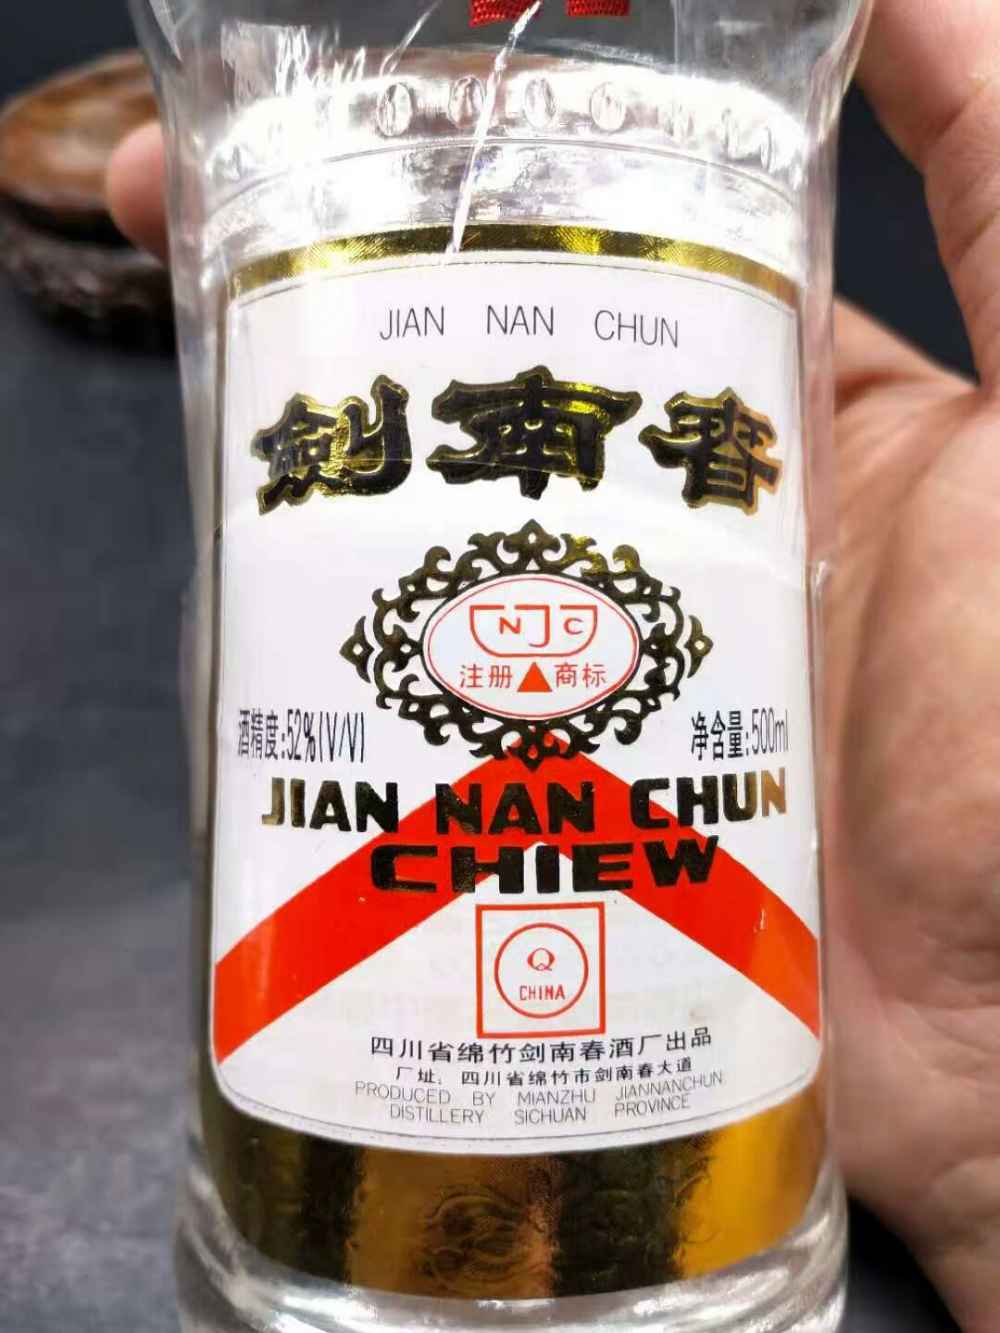 JIAN NAN CHUN
劍南春
NJC
注册 商标
酒精度:52%(V/V)
净含量:500ml
JIAN NAN CHUN
CHIEW
Q
CHINA
四川省绵竹剑南春酒厂出品
厂址:四川省绵竹市剑南春大道
PRODUCED BY MIANZHU JIANNANCHUN
DISTILLERY SICHUAN PROVINCE